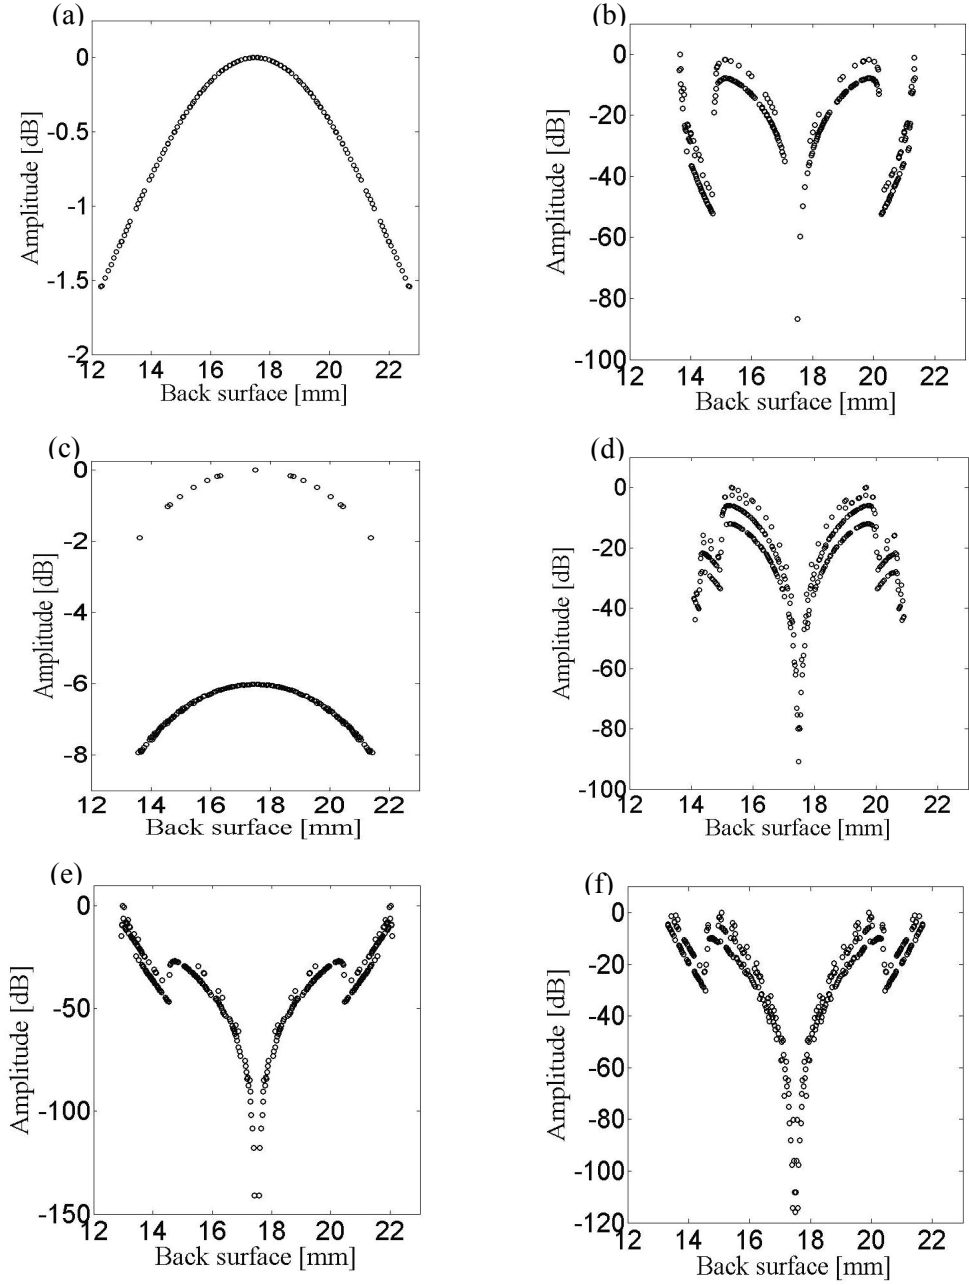 (a)
0
-0.5
-1
-1.5
-2
12 14 16 18 20 22
Amplitude [dB]
Back surface [mm]
(b)
0
-20
-40
-60
-80
-100
12 14 16 18 20 22
Amplitude [dB]
Back surface [mm]
(c)
0
-2
-4
-6
-8
12 14 16 18 20 22
Amplitude [dB]
Back surface [mm]
(d)
0
-20
-40
-60
-80
-100
12 14 16 18 20 22
Amplitude [dB]
Back surface [mm]
(e)
0
-50
-100
-150
12 14 16 18 20 22
Amplitude [dB]
Back surface [mm]
(f)
0
-20
-40
-60
-80
-100
-120
12 14 16 18 20 22
Amplitude [dB]
Back surface [mm]